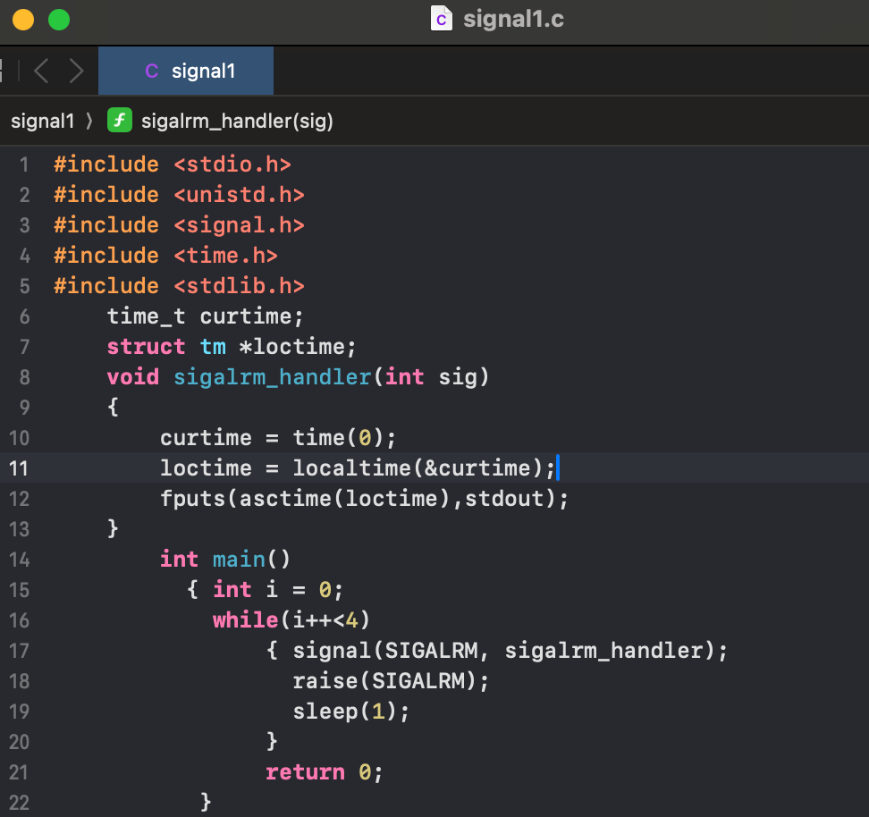 signal1.c
C signal1
signal1 〉 f sigalrm_handler(sig)
1 #include <stdio.h>
2 #include <unistd.h>
3 #include <signal.h>
4 #include <time.h>
5 #include <stdlib.h>
6     time_t curtime;
7     struct tm *loctime;
8     void sigalrm_handler(int sig)
9     {
10         curtime = time(0);
11         loctime = localtime(&curtime);
12         fputs(asctime(loctime),stdout);
13     }
14         int main()
15           { int i = 0;
16             while(i++<4)
17                 { signal(SIGALRM, sigalrm_handler);
18                   raise(SIGALRM);
19                   sleep(1);
20                 }
21                 return 0;
22            }